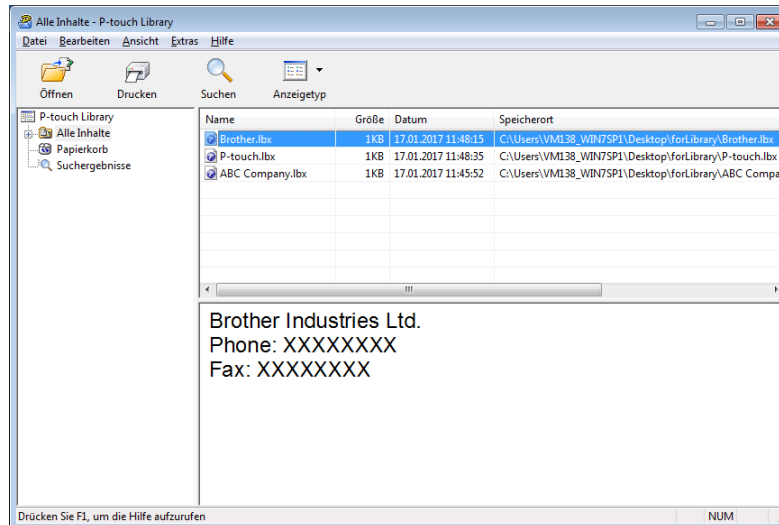 Alle Inhalte - P-touch Library
Datei Bearbeiten Ansicht Extras Hilfe
Öffnen Drucken Suchen Anzeigetyp
P-touch Library
Alle Inhalte
Papierkorb
Suchergebnisse
Name Größe Datum Speicherort
Brother.lbx 1KB 17.01.2017 11:48:15 C:\Users\VM138_WIN7SP1\Desktop\forLibrary\Brother.lbx
P-touch.lbx 1KB 17.01.2017 11:48:35 C:\Users\VM138_WIN7SP1\Desktop\forLibrary\P-touch.lbx
ABC Company.lbx 1KB 17.01.2017 11:45:52 C:\Users\VM138_WIN7SP1\Desktop\forLibrary\ABC Compa
Brother Industries Ltd.
Phone: XXXXXXXX
Fax: XXXXXXXX
Drücken Sie F1, um die Hilfe aufzurufen NUM